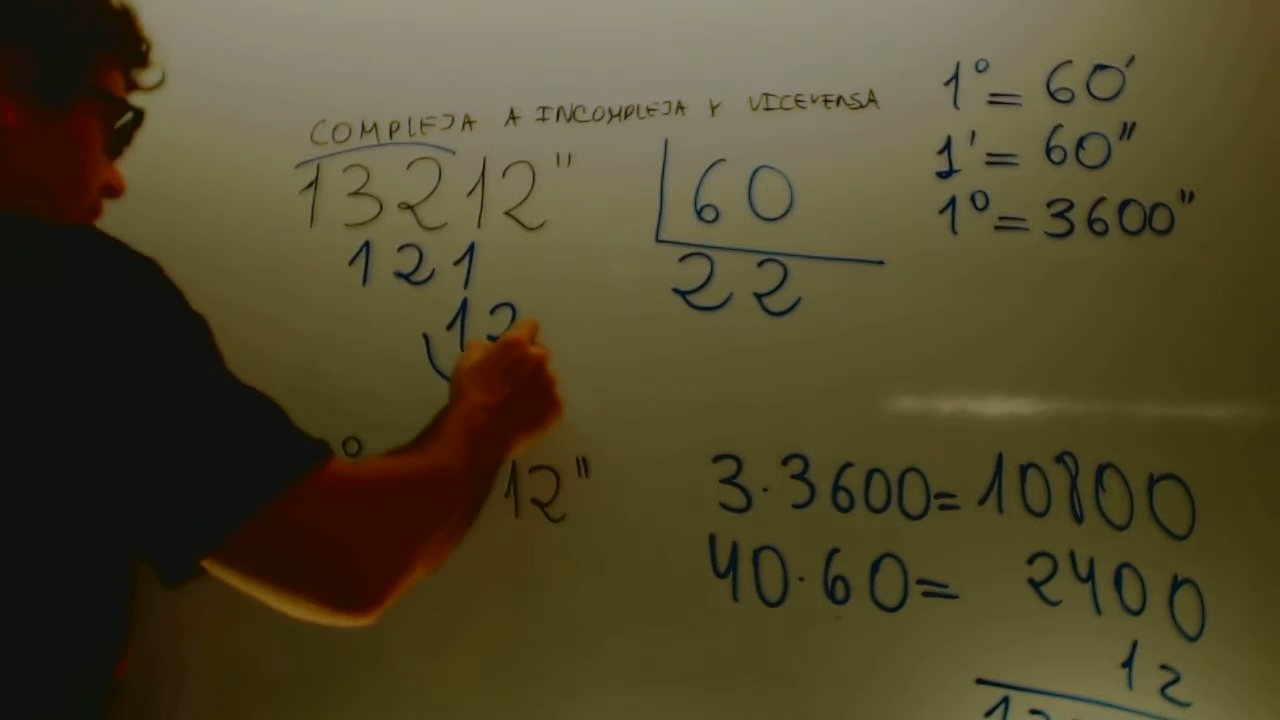 COMPLEJA A INCOMPLEJA Y VICEVERSA
13212" 60
121 22
12
° 12"
1° = 60'
1' = 60"
1° = 3600"
3·3600=10800
40·60= 2400
12